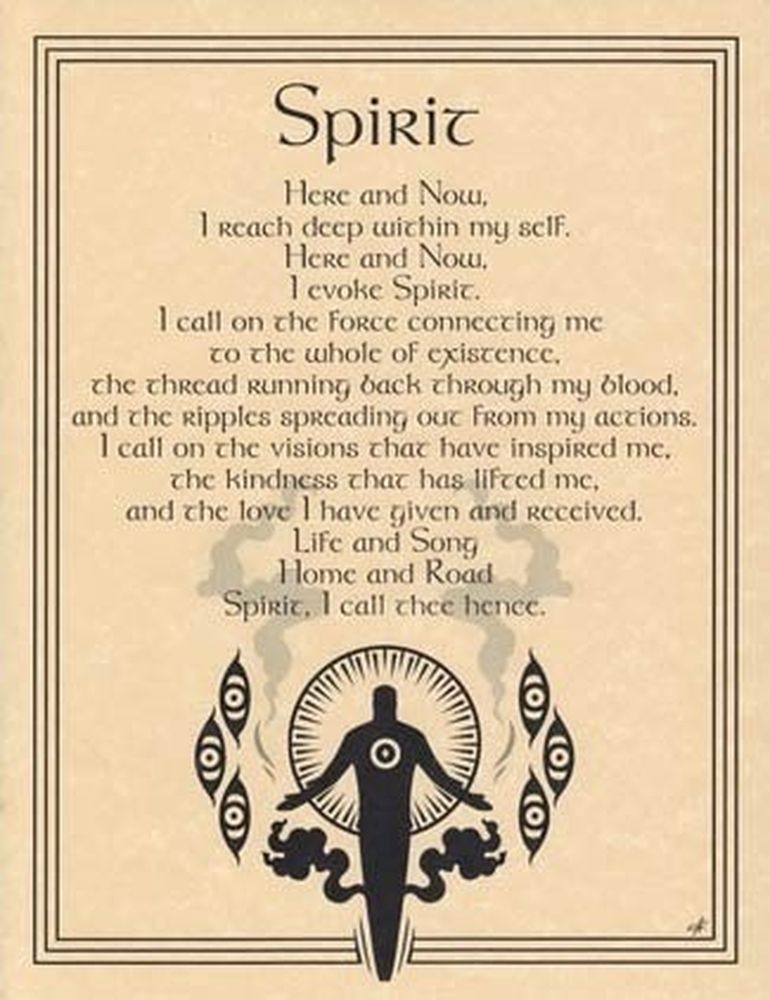 Spirit
Here and Now,
I reach deep within my self.
Here and Now,
I evoke Spirit.
I call on the force connecting me
to the whole of existence,
the thread running back through my blood,
and the ripples spreading out from my actions.
I call on the visions that have inspired me,
the kindness that has lifted me,
and the love I have given and received.
Life and Song
Home and Road
Spirit, I call thee hence.